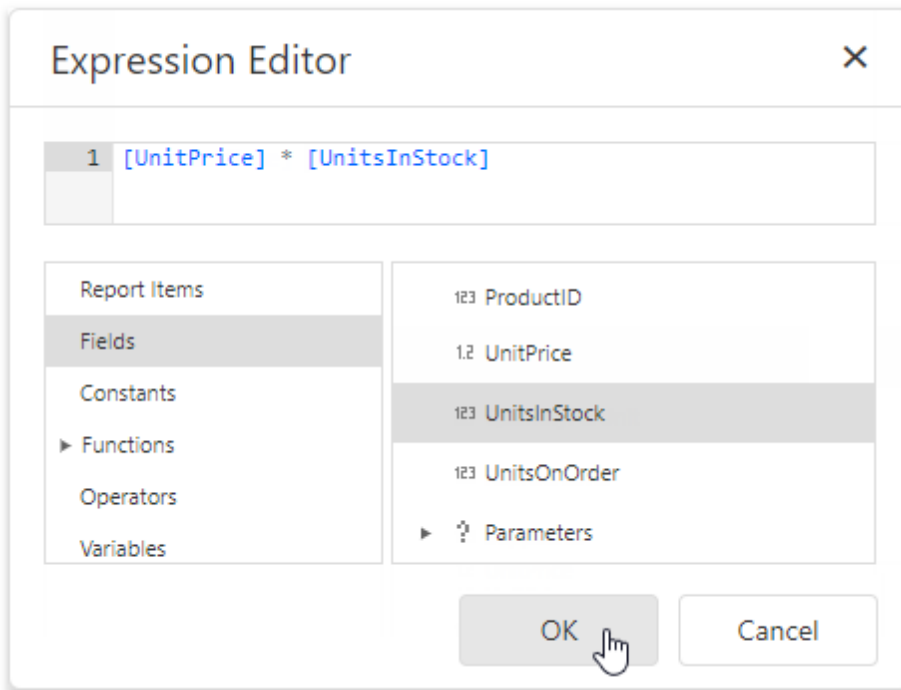 Expression Editor
1 [UnitPrice] * [UnitsInStock]
Report Items
Fields
Constants
Functions
Operators
Variables
123 ProductID
1.2 UnitPrice
123 UnitsInStock
123 UnitsOnOrder
? Parameters
OK
Cancel